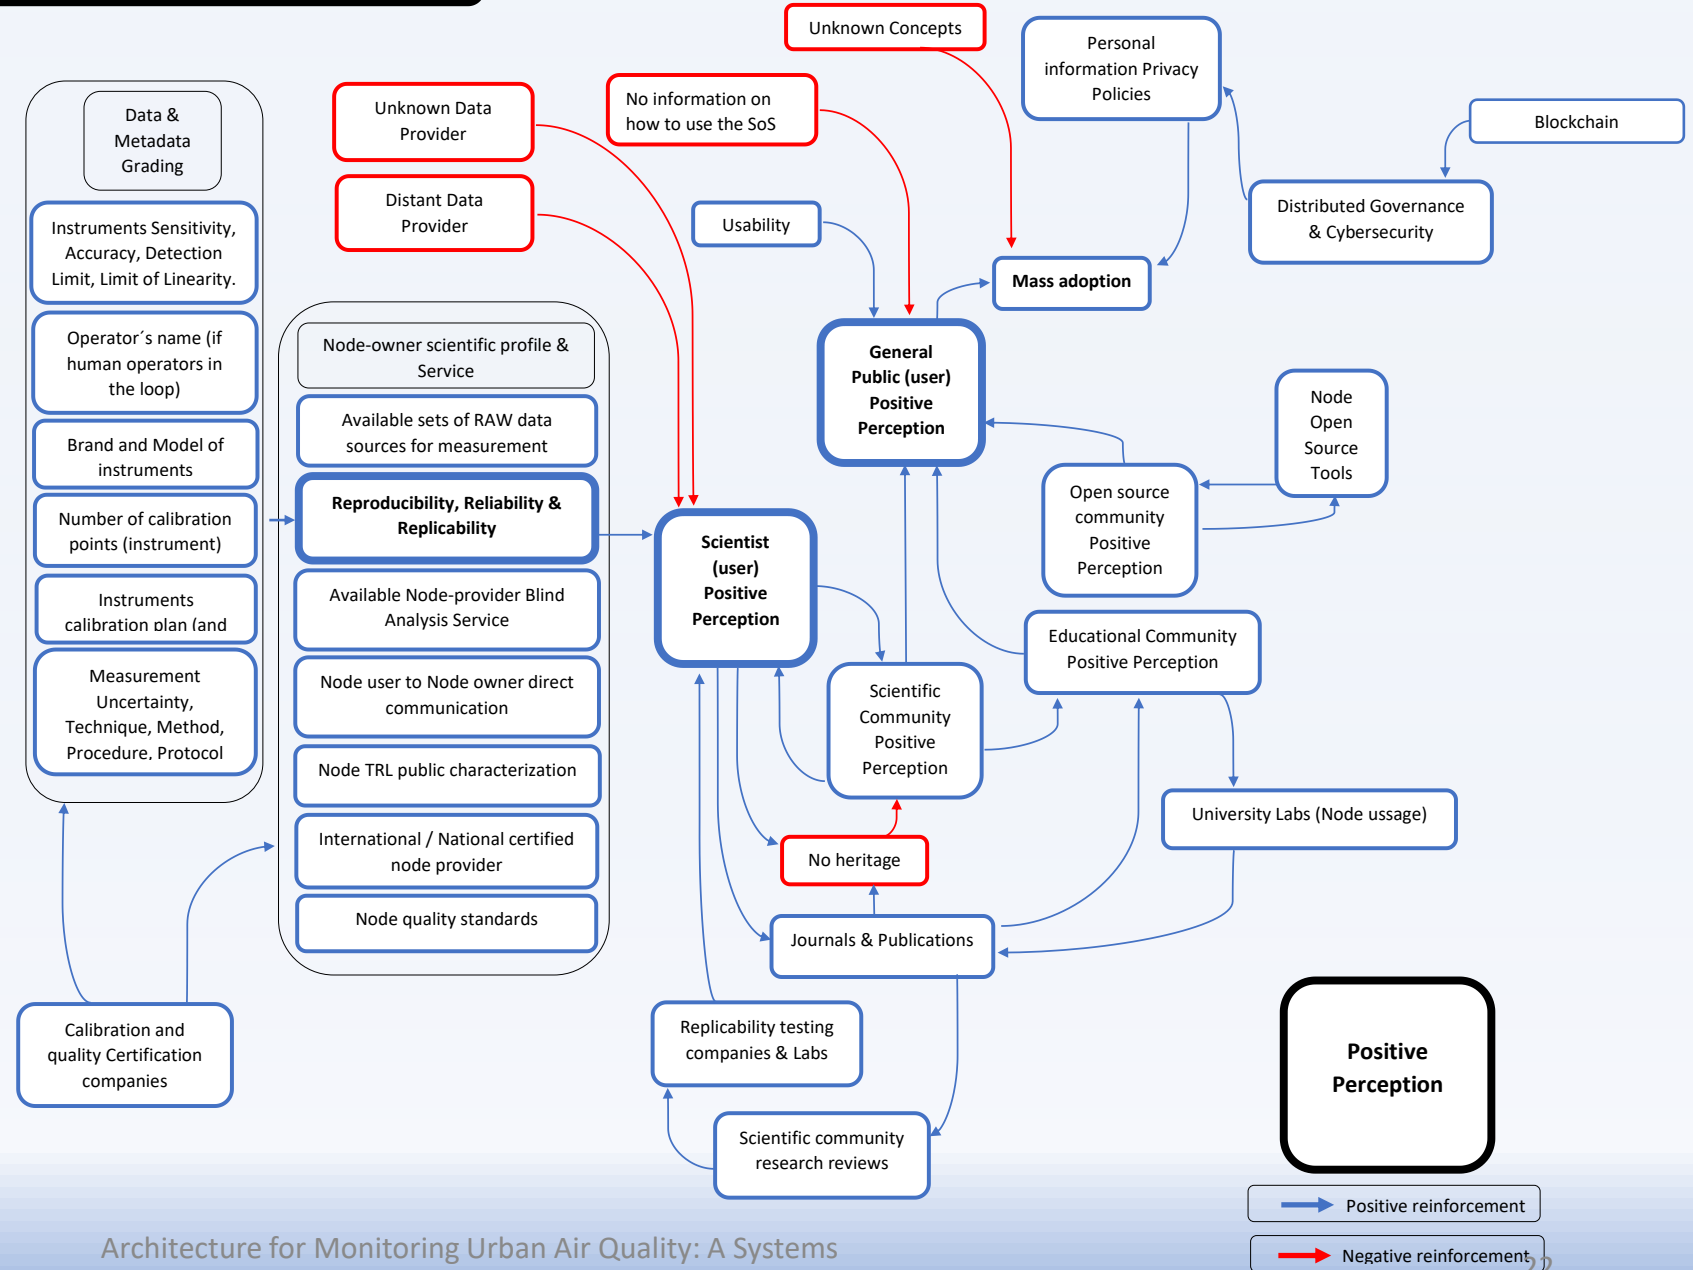 Unknown Concepts
Personal
information Privacy
Policies
Blockchain
Distributed Governance
& Cybersecurity
Data &
Metadata
Grading
Unknown Data
Provider
No information on
how to use the SoS
Distant Data
Provider
Usability
Mass adoption
Instruments Sensitivity,
Accuracy, Detection
Limit, Limit of Linearity.
Operator´s name (if
human operators in
the loop)
Brand and Model of
instruments
Number of calibration
points (instrument)
Instruments
calibration plan (and
Measurement
Uncertainty,
Technique, Method,
Procedure, Protocol
Node-owner scientific profile &
Service
Available sets of RAW data
sources for measurement
Reproducibility, Reliability &
Replicability
Available Node-provider Blind
Analysis Service
Node user to Node owner direct
communication
Node TRL public characterization
International / National certified
node provider
Node quality standards
General
Public (user)
Positive
Perception
Node
Open
Source
Tools
Open source
community
Positive
Perception
Scientist
(user)
Positive
Perception
Educational Community
Positive Perception
Scientific
Community
Positive
Perception
University Labs (Node ussage)
No heritage
Journals & Publications
Calibration and
quality Certification
companies
Replicability testing
companies & Labs
Scientific community
research reviews
Positive
Perception
Positive reinforcement
Negative reinforcement
Architecture for Monitoring Urban Air Quality: A Systems
22